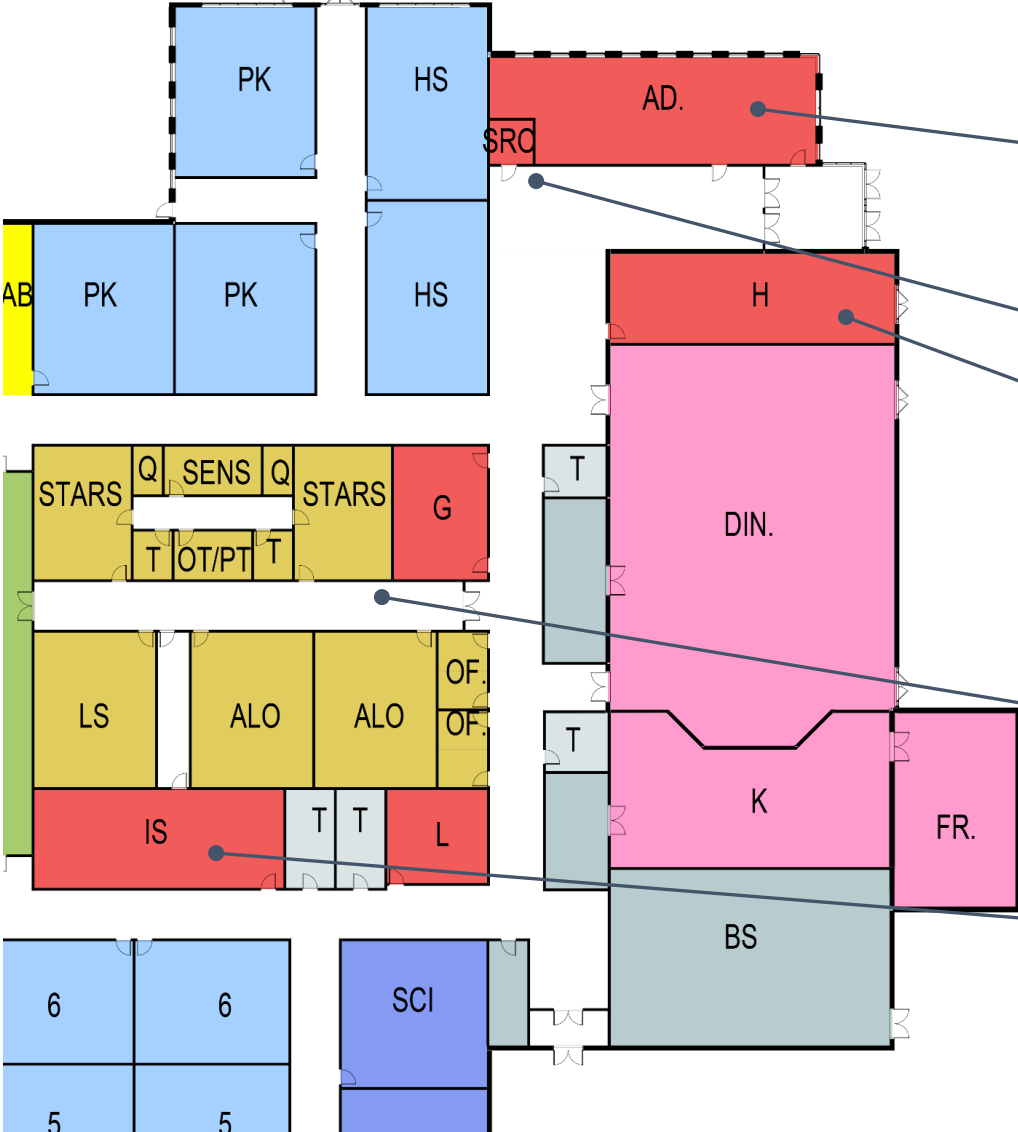 PK
HS
AD.
SRO
AB
PK
PK
HS
H
STARS
Q
SENS
Q
STARS
G
T
DIN.
T
OT/PT
T
OF.
LS
ALO
ALO
OF.
T
K
FR.
IS
T
T
L
BS
6
6
SCI
5
5